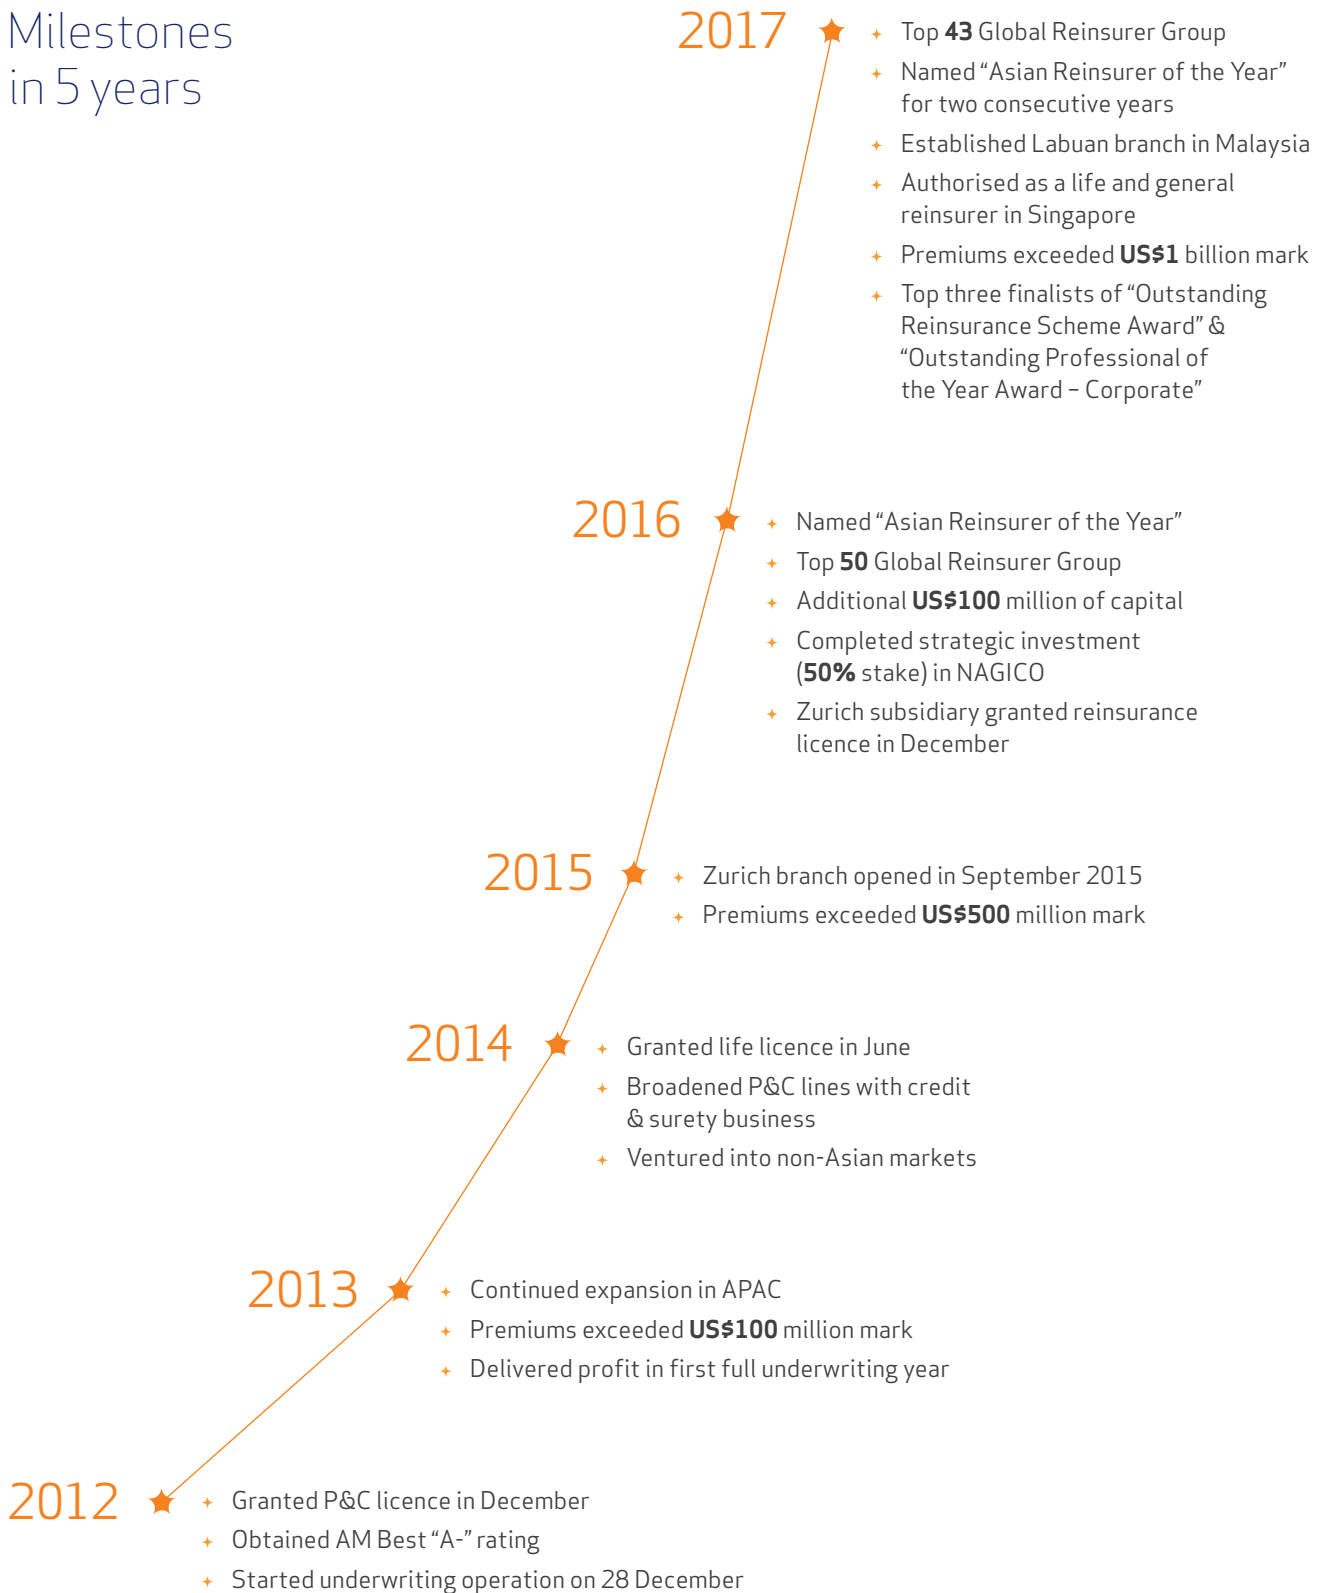 Milestones
in 5 years
2017
Top 43 Global Reinsurer Group
Named “Asian Reinsurer of the Year”
for two consecutive years
Established Labuan branch in Malaysia
Authorised as a life and general
reinsurer in Singapore
Premiums exceeded US$1 billion mark
Top three finalists of “Outstanding
Reinsurance Scheme Award” &
“Outstanding Professional of
the Year Award – Corporate”
2016
Named “Asian Reinsurer of the Year”
Top 50 Global Reinsurer Group
Additional US$100 million of capital
Completed strategic investment
(50% stake) in NAGICO
Zurich subsidiary granted reinsurance
licence in December
2015
Zurich branch opened in September 2015
Premiums exceeded US$500 million mark
2014
Granted life licence in June
Broadened P&C lines with credit
& surety business
Ventured into non-Asian markets
2013
Continued expansion in APAC
Premiums exceeded US$100 million mark
Delivered profit in first full underwriting year
2012
Granted P&C licence in December
Obtained AM Best “A-” rating
Started underwriting operation on 28 December